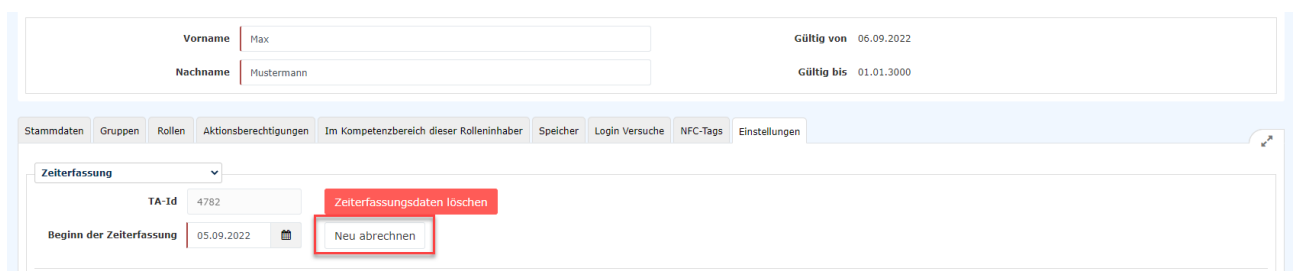 Vorname Max Gültig von 06.09.2022
Nachname Mustermann Gültig bis 01.01.3000
Stammdaten Gruppen Rollen Aktionsberechtigungen Im Kompetenzbereich dieser Rolleninhaber Speicher Login Versuche NFC-Tags Einstellungen
Zeiterfassung
TA-Id 4782 Zeiterfassungsdaten löschen
Beginn der Zeiterfassung 05.09.2022 Neu abrechnen